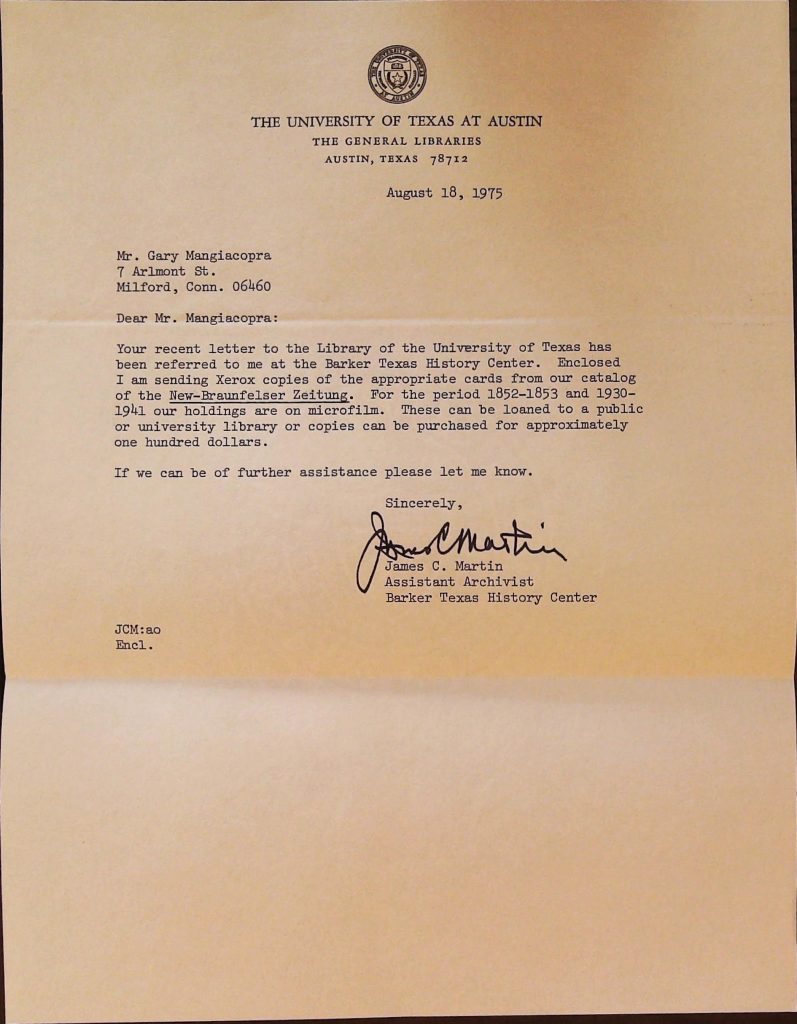 THE UNIVERSITY OF TEXAS
AT AUSTIN
THE UNIVERSITY OF TEXAS AT AUSTIN
THE GENERAL LIBRARIES
AUSTIN, TEXAS 78712
August 18, 1975
Mr. Gary Mangiacopra
7 Arlmont St.
Milford, Conn. 06460
Dear Mr. Mangiacopra:
Your recent letter to the Library of the University of Texas has
been referred to me at the Barker Texas History Center. Enclosed
I am sending Xerox copies of the appropriate cards from our catalog
of the New-Braunfelser Zeitung. For the period 1852-1853 and 1930-
1941 our holdings are on microfilm. These can be loaned to a public
or university library or copies can be purchased for approximately
one hundred dollars.
If we can be of further assistance please let me know.
Sincerely,
James C Martin
James C. Martin
Assistant Archivist
Barker Texas History Center
JCM:ao
Encl.